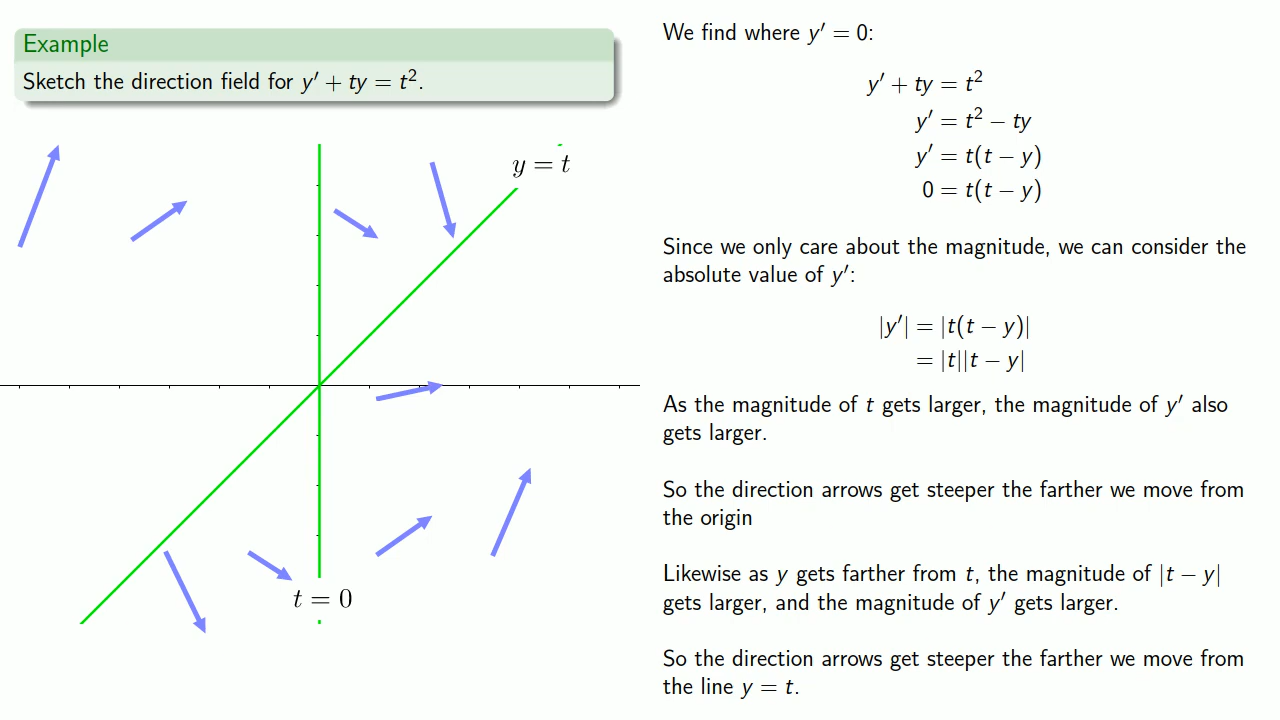 Example
Sketch the direction field for y′ + ty = t².
y = t
t = 0
We find where y′ = 0:
y′ + ty = t²
y′ = t² − ty
y′ = t(t − y)
0 = t(t − y)
Since we only care about the magnitude, we can consider the
absolute value of y′:
|y′| = |t(t − y)|
= |t||t − y|
As the magnitude of t gets larger, the magnitude of y′ also
gets larger.
So the direction arrows get steeper the farther we move from
the origin
Likewise as y gets farther from t, the magnitude of |t − y|
gets larger, and the magnitude of y′ gets larger.
So the direction arrows get steeper the farther we move from
the line y = t.